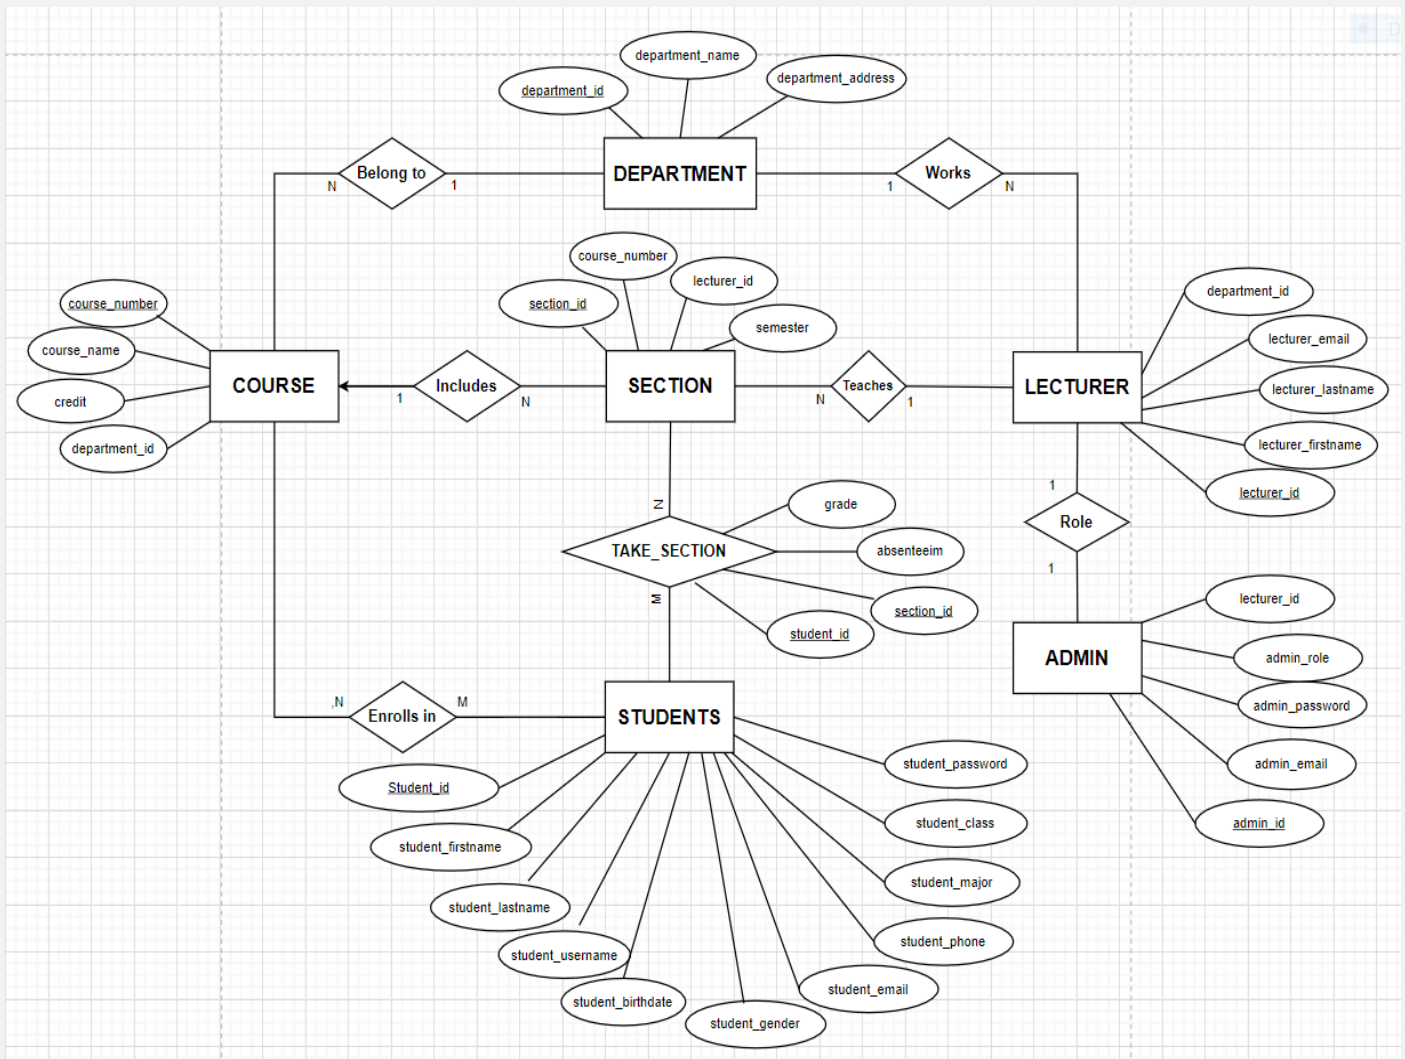 D
department_name
department_id
department_address
Belong to
DEPARTMENT
Works
N
1
1
N
course_number
lecturer_id
section_id
semester
course_number
course_name
credit
department_id
department_id
lecturer_email
lecturer_lastname
lecturer_firstname
lecturer_id
COURSE
Includes
SECTION
Teaches
LECTURER
1
N
N
1
N
1
grade
TAKE_SECTION
absenteeim
Role
M
section_id
student_id
1
lecturer_id
ADMIN
admin_role
admin_password
admin_email
admin_id
,N
M
Enrolls in
STUDENTS
Student_id
student_firstname
student_lastname
student_username
student_birthdate
student_gender
student_email
student_phone
student_major
student_class
student_password